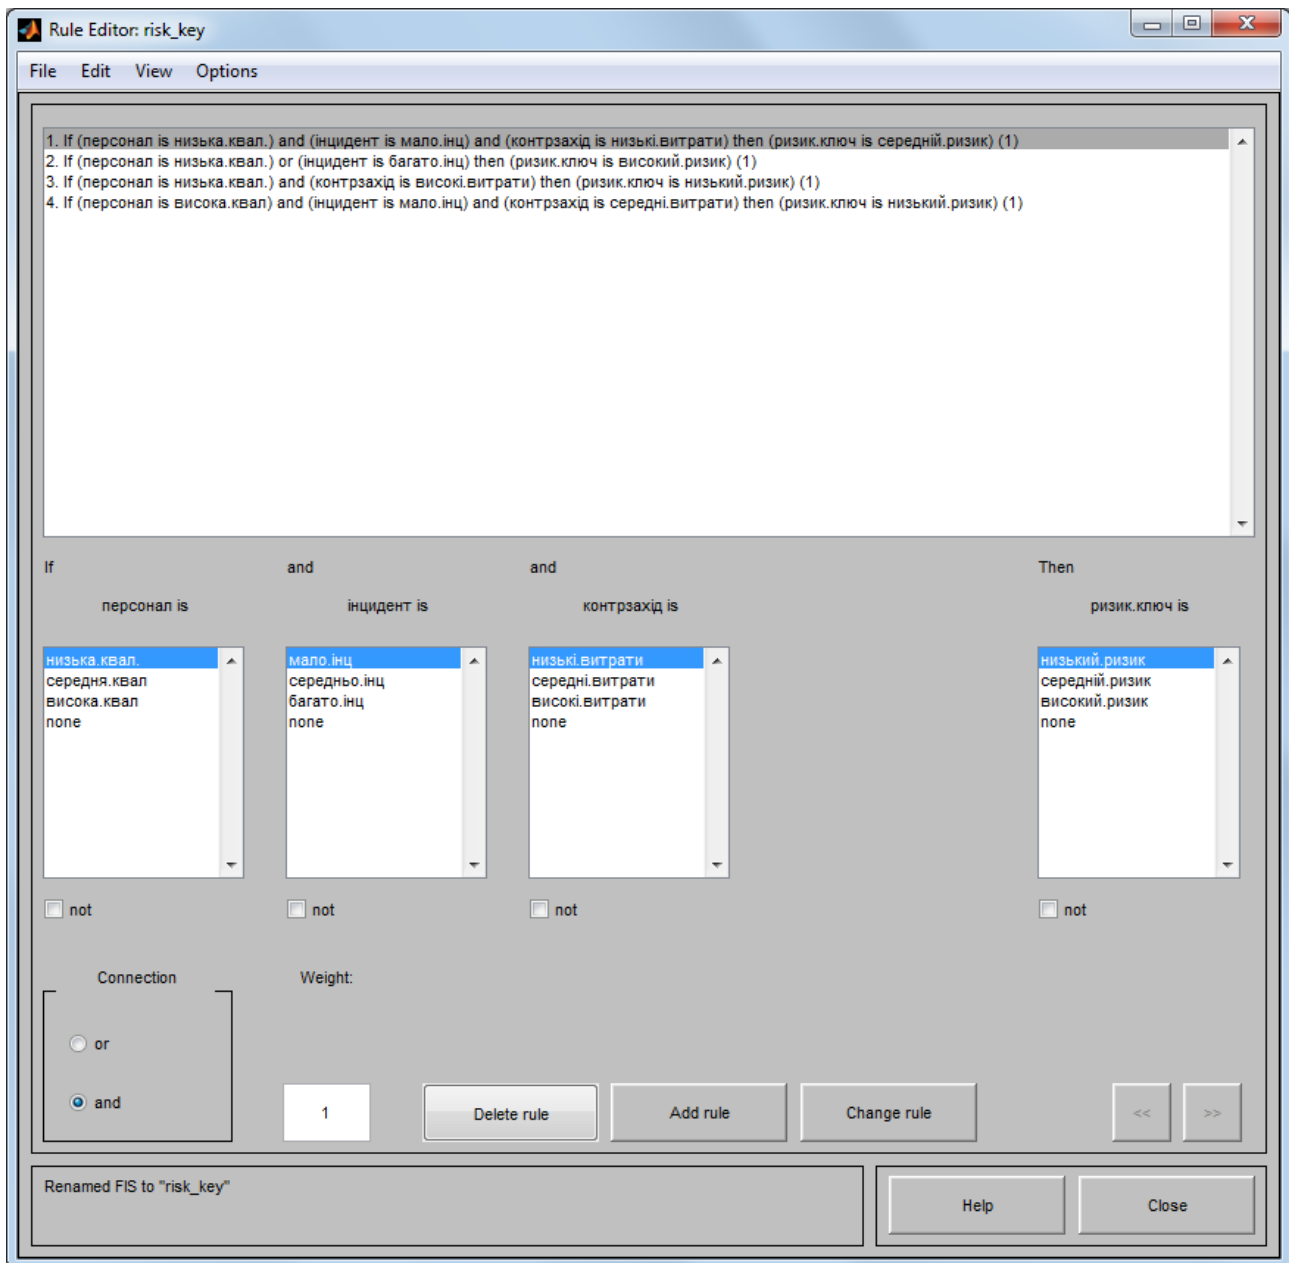 Rule Editor: risk_key
File Edit View Options
1. If (персонал is низька.квал.) and (інцидент is мало.інц) and (контрзахід is низькі.витрати) then (ризик.ключ is середній.ризик) (1)
2. If (персонал is низька.квал.) or (інцидент is багато.інц) then (ризик.ключ is високий.ризик) (1)
3. If (персонал is низька.квал.) and (контрзахід is високі.витрати) then (ризик.ключ is низький.ризик) (1)
4. If (персонал is висока.квал) and (інцидент is мало.інц) and (контрзахід is середні.витрати) then (ризик.ключ is низький.ризик) (1)
If and and Then
персонал is інцидент is контрзахід is ризик.ключ is
низька.квал. мало.інц низькі.витрати низький.ризик
середня.квал середньо.інц середні.витрати середній.ризик
висока.квал багато.інц високі.витрати високий.ризик
none none none none
not not not not
Connection Weight:
or
and 1 Delete rule Add rule Change rule << >>
Renamed FIS to "risk_key"
Help Close